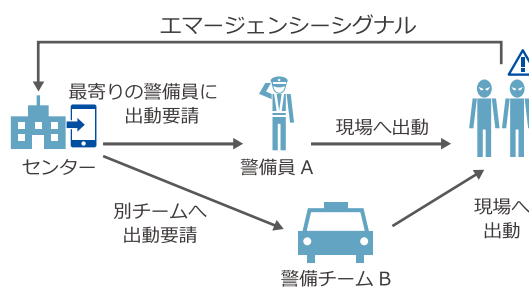 エマージェンシーシグナル
最寄りの警備員に
出動要請
現場へ出動
センター
警備員 A
別チームへ
出動要請
現場へ
出動
警備チーム B